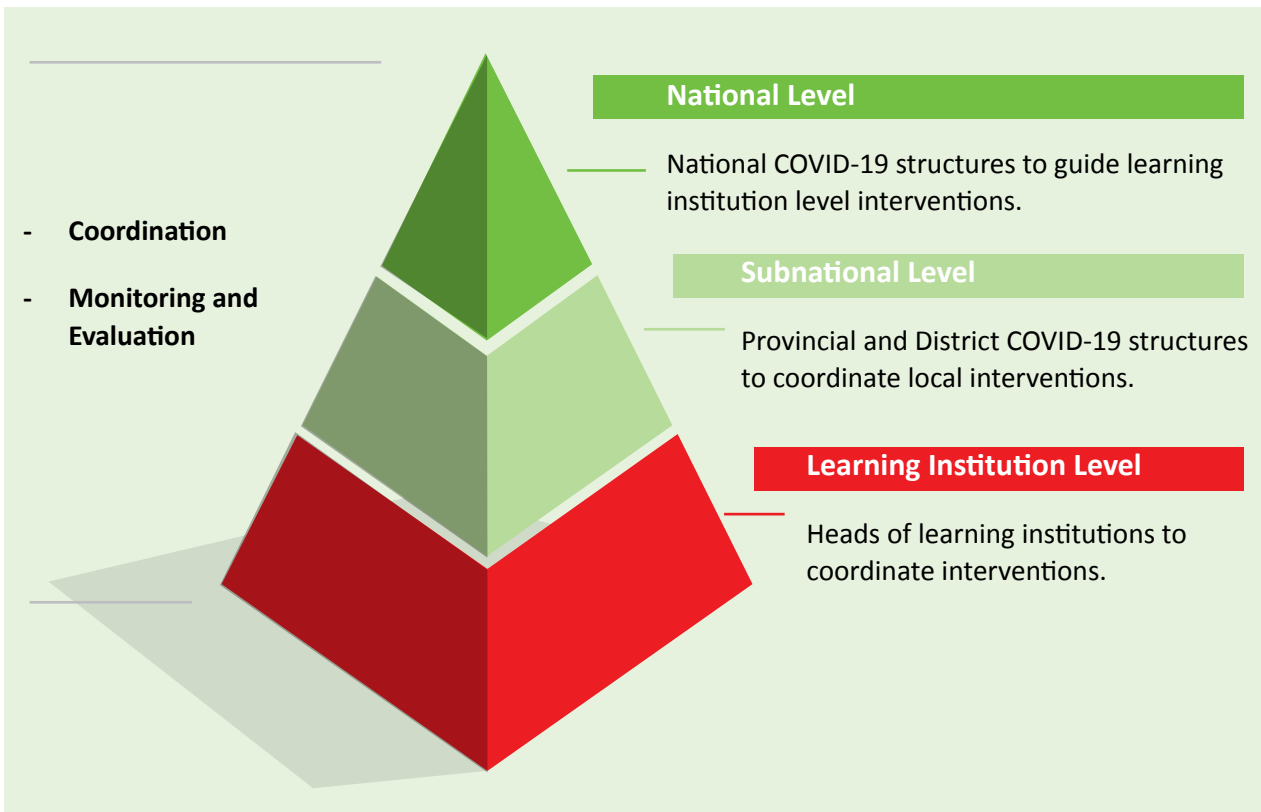 National Level
National COVID-19 structures to guide learning
institution level interventions.
- Coordination
- Monitoring and
Evaluation
Subnational Level
Provincial and District COVID-19 structures
to coordinate local interventions.
Learning Institution Level
Heads of learning institutions to
coordinate interventions.